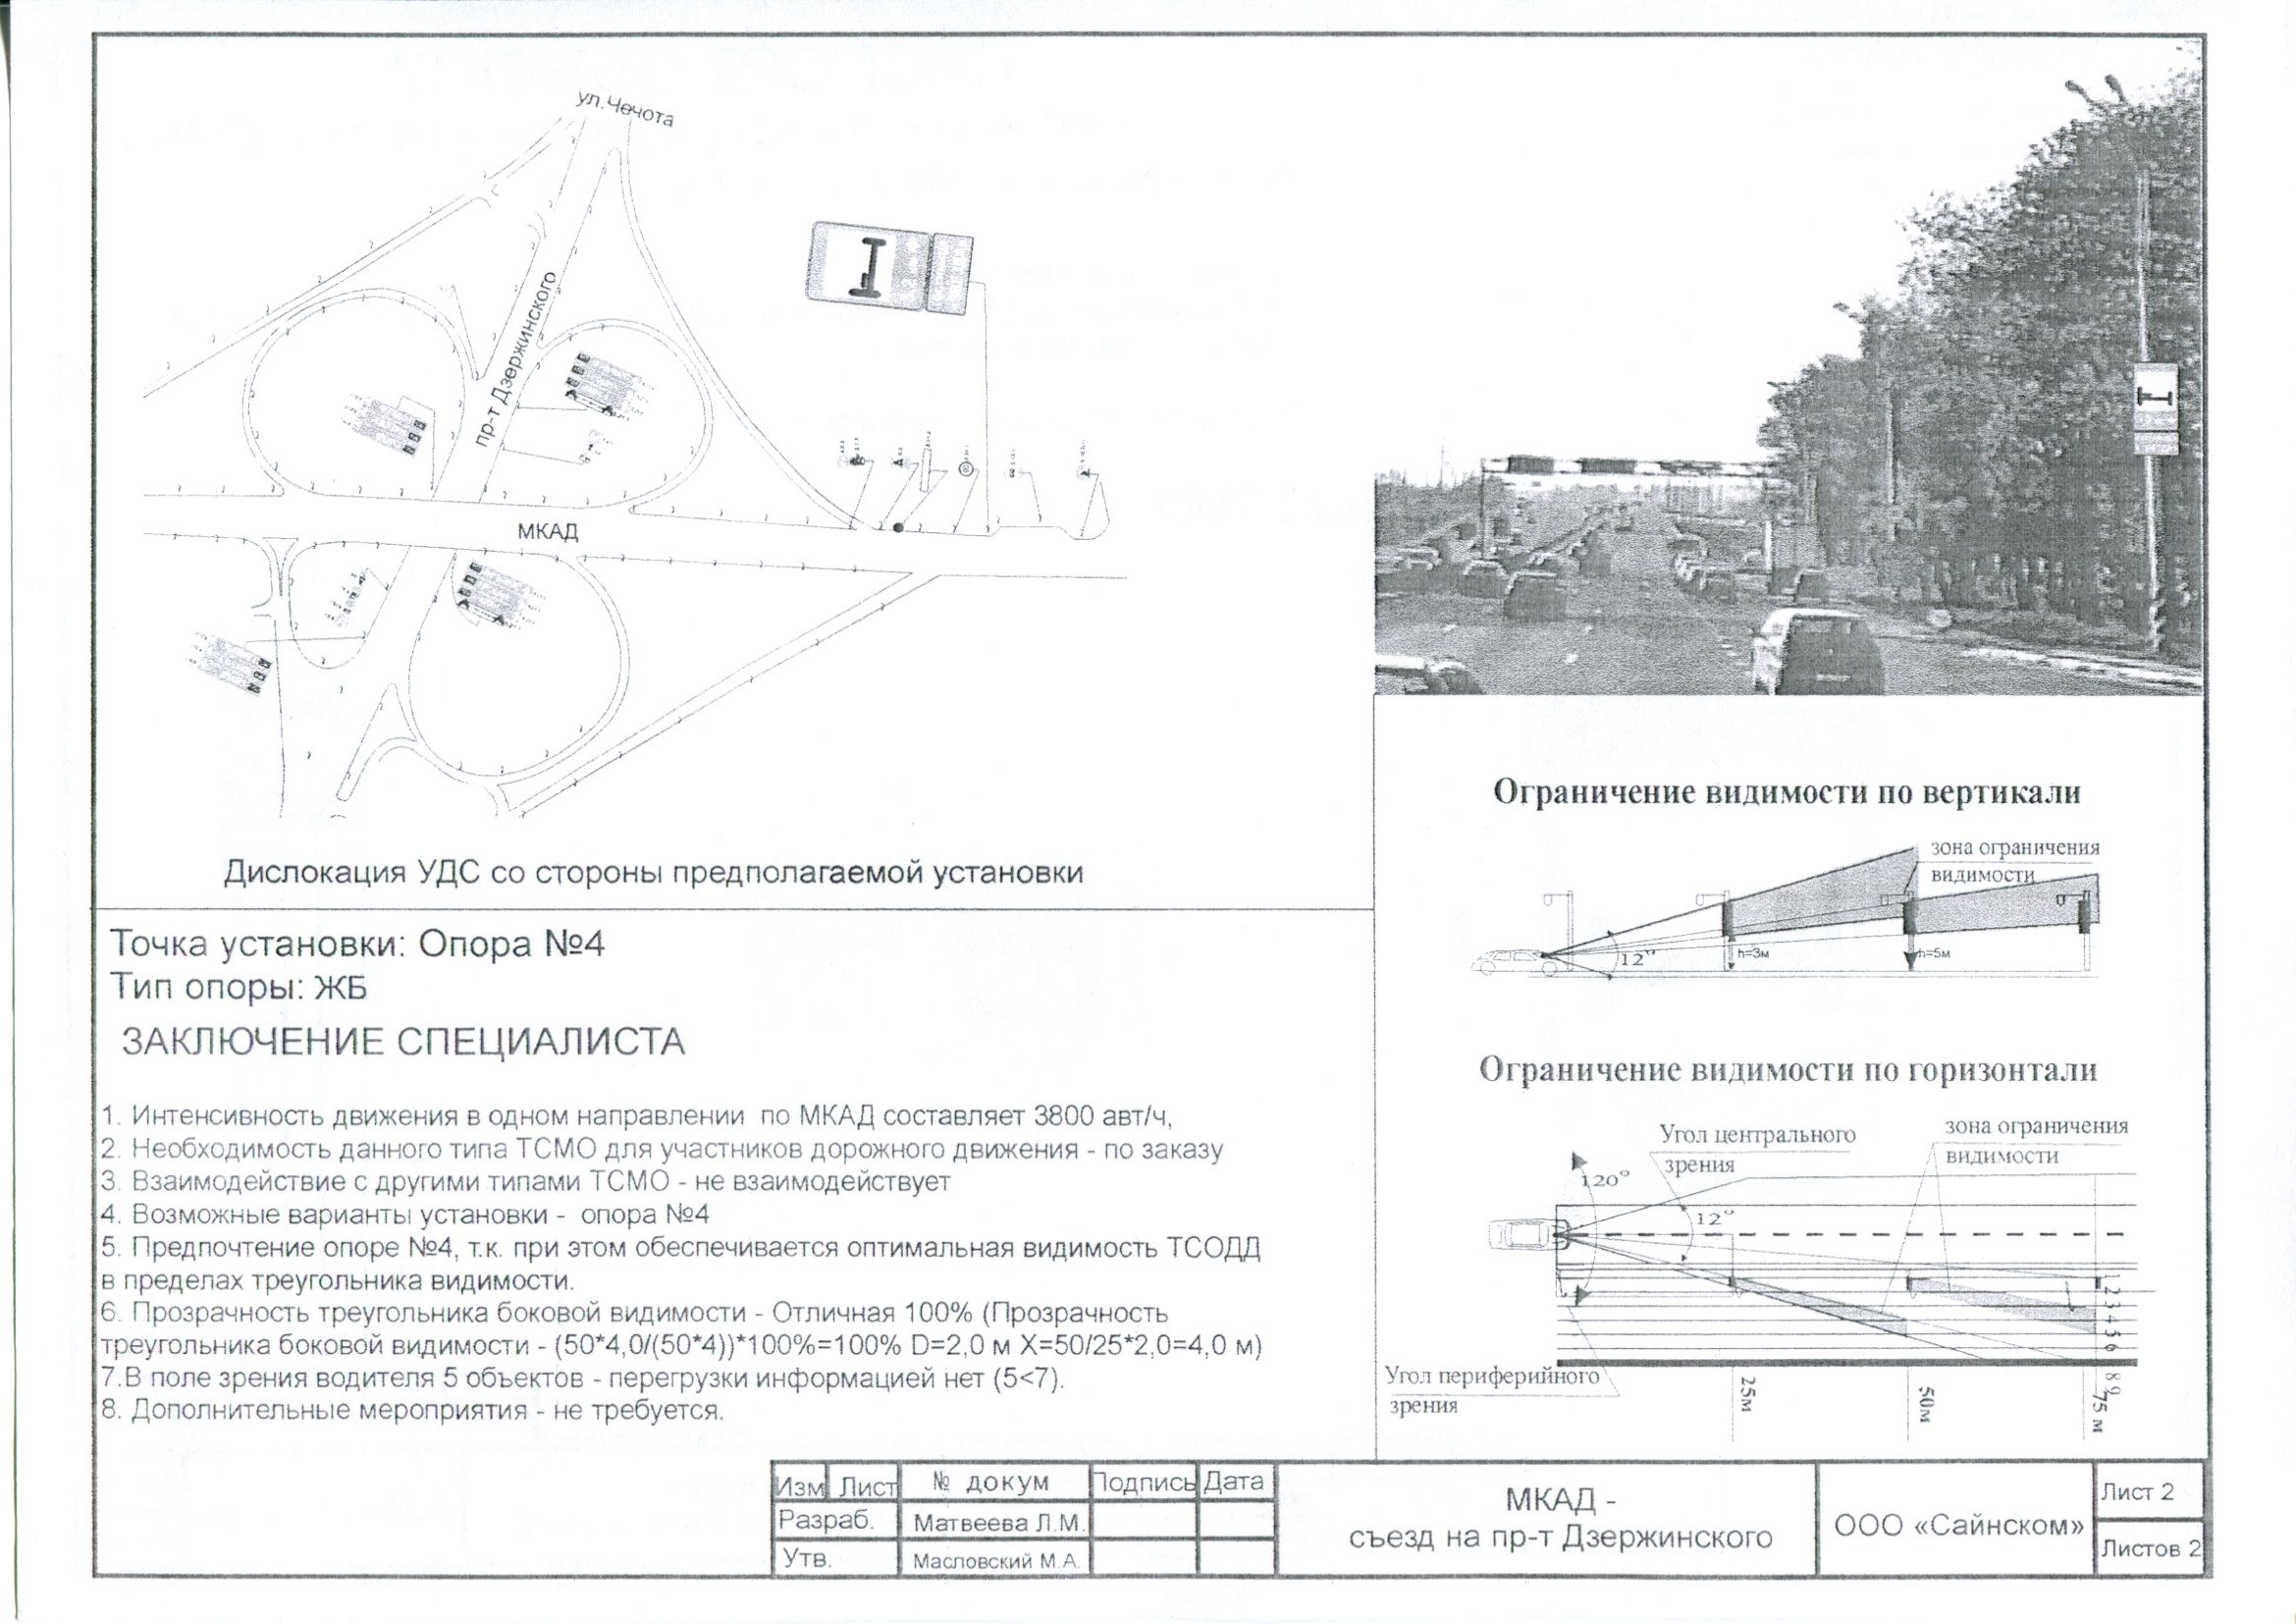 ул.Чечота
пр-т Дзержинского
МКАД
Дислокация УДС со стороны предполагаемой установки
Точка установки: Опора №4
Тип опоры: ЖБ
ЗАКЛЮЧЕНИЕ СПЕЦИАЛИСТА
1. Интенсивность движения в одном направлении по МКАД составляет 3800 авт/ч,
2. Необходимость данного типа ТСМО для участников дорожного движения - по заказу
3. Взаимодействие с другими типами ТСМО - не взаимодействует
4. Возможные варианты установки - опора №4
5. Предпочтение опоре №4, т.к. при этом обеспечивается оптимальная видимость ТСОДД
в пределах треугольника видимости.
6. Прозрачность треугольника боковой видимости - Отличная 100% (Прозрачность
треугольника боковой видимости - (50*4,0/(50*4))*100%=100% D=2,0 м X=50/25*2,0=4,0 м)
7.В поле зрения водителя 5 объектов - перегрузки информацией нет (5<7).
8. Дополнительные мероприятия - не требуется.
Ограничение видимости по вертикали
зона ограничения
видимости
12°
h=3м
h=5м
Ограничение видимости по горизонтали
Угол центрального
зрения
зона ограничения
видимости
120°
12°
Угол периферийного
зрения
25м
50м
75 м
1 2 3 4 5 6 8 9
Изм Лист № докум Подпись Дата
Разраб. Матвеева Л.М.
Утв. Масловский М.А.
МКАД -
съезд на пр-т Дзержинского
ООО «Сайнском»
Лист 2
Листов 2